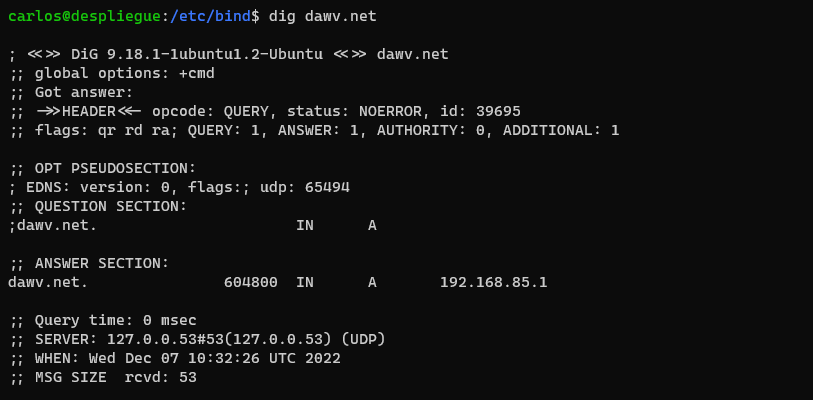 carlos@despliegue:/etc/bind$ dig dawv.net
; <<>> DiG 9.18.1-1ubuntu1.2-Ubuntu <<>> dawv.net
;; global options: +cmd
;; Got answer:
;; ->>HEADER<<- opcode: QUERY, status: NOERROR, id: 39695
;; flags: qr rd ra; QUERY: 1, ANSWER: 1, AUTHORITY: 0, ADDITIONAL: 1
;; OPT PSEUDOSECTION:
; EDNS: version: 0, flags:; udp: 65494
;; QUESTION SECTION:
;dawv.net. IN A
;; ANSWER SECTION:
dawv.net. 604800 IN A 192.168.85.1
;; Query time: 0 msec
;; SERVER: 127.0.0.53#53(127.0.0.53) (UDP)
;; WHEN: Wed Dec 07 10:32:26 UTC 2022
;; MSG SIZE rcvd: 53